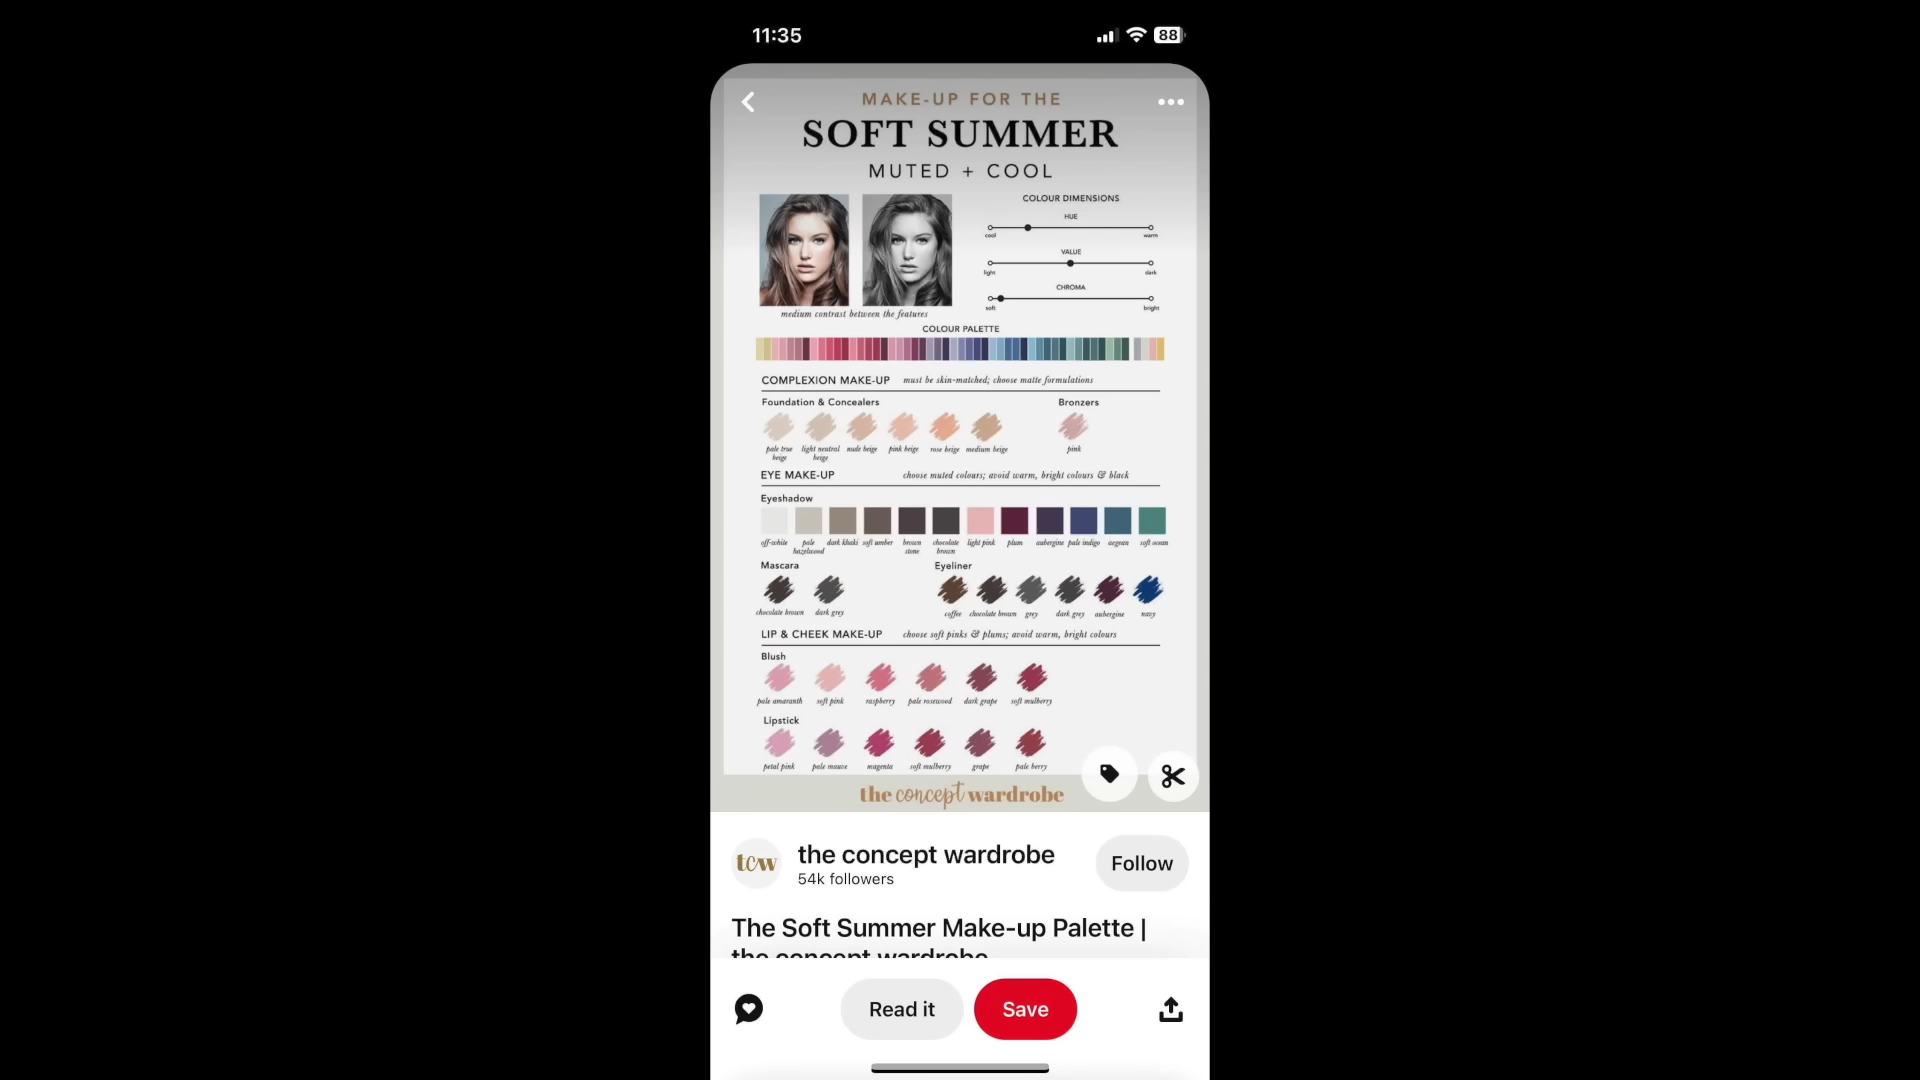 11:35
88
MAKE-UP FOR THE
SOFT SUMMER
MUTED + COOL
COLOUR DIMENSIONS
HUE
cool warm
VALUE
light dark
CHROMA
soft bright
medium contrast between the features
COLOUR PALETTE
COMPLEXION MAKE-UP must be skin-matched; choose matte formulations
Foundation & Concealers Bronzers
pale true beige light neutral beige nude beige pink beige rose beige medium beige pink
EYE MAKE-UP choose muted colours; avoid warm, bright colours & black
Eyeshadow
off-white pale hazelwood dark khaki soft umber brown stone chocolate brown light pink plum aubergine pale indigo aegean soft ocean
Mascara Eyeliner
chocolate brown dark grey coffee chocolate brown grey dark grey aubergine navy
LIP & CHEEK MAKE-UP choose soft pinks & plums; avoid warm, bright colours
Blush
pale amaranth soft pink raspberry pale rosewood dark grape soft mulberry
Lipstick
petal pink pale mauve magenta soft mulberry grape pale berry
the concept wardrobe
tcw
the concept wardrobe
54k followers
Follow
The Soft Summer Make-up Palette |
the concept wardrobe
Read it
Save